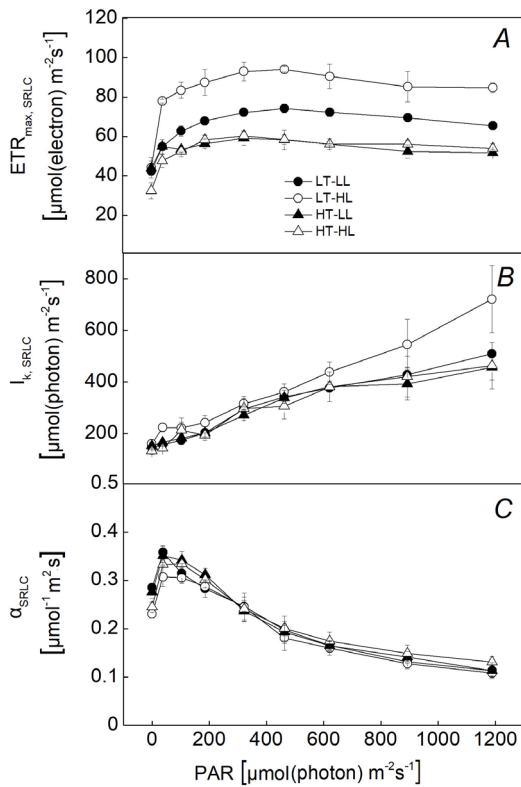 A
ETRmax, SRLC
[µmol(electron) m-2s-1]
120
100
80
60
40
20
LT-LL
LT-HL
HT-LL
HT-HL
B
Ik, SRLC
[µmol(photon) m-2s-1]
800
600
400
200
C
αSRLC
[µmol-1 m2 s]
0.5
0.4
0.3
0.2
0.1
0
0 200 400 600 800 1000 1200
PAR [µmol(photon) m-2s-1]